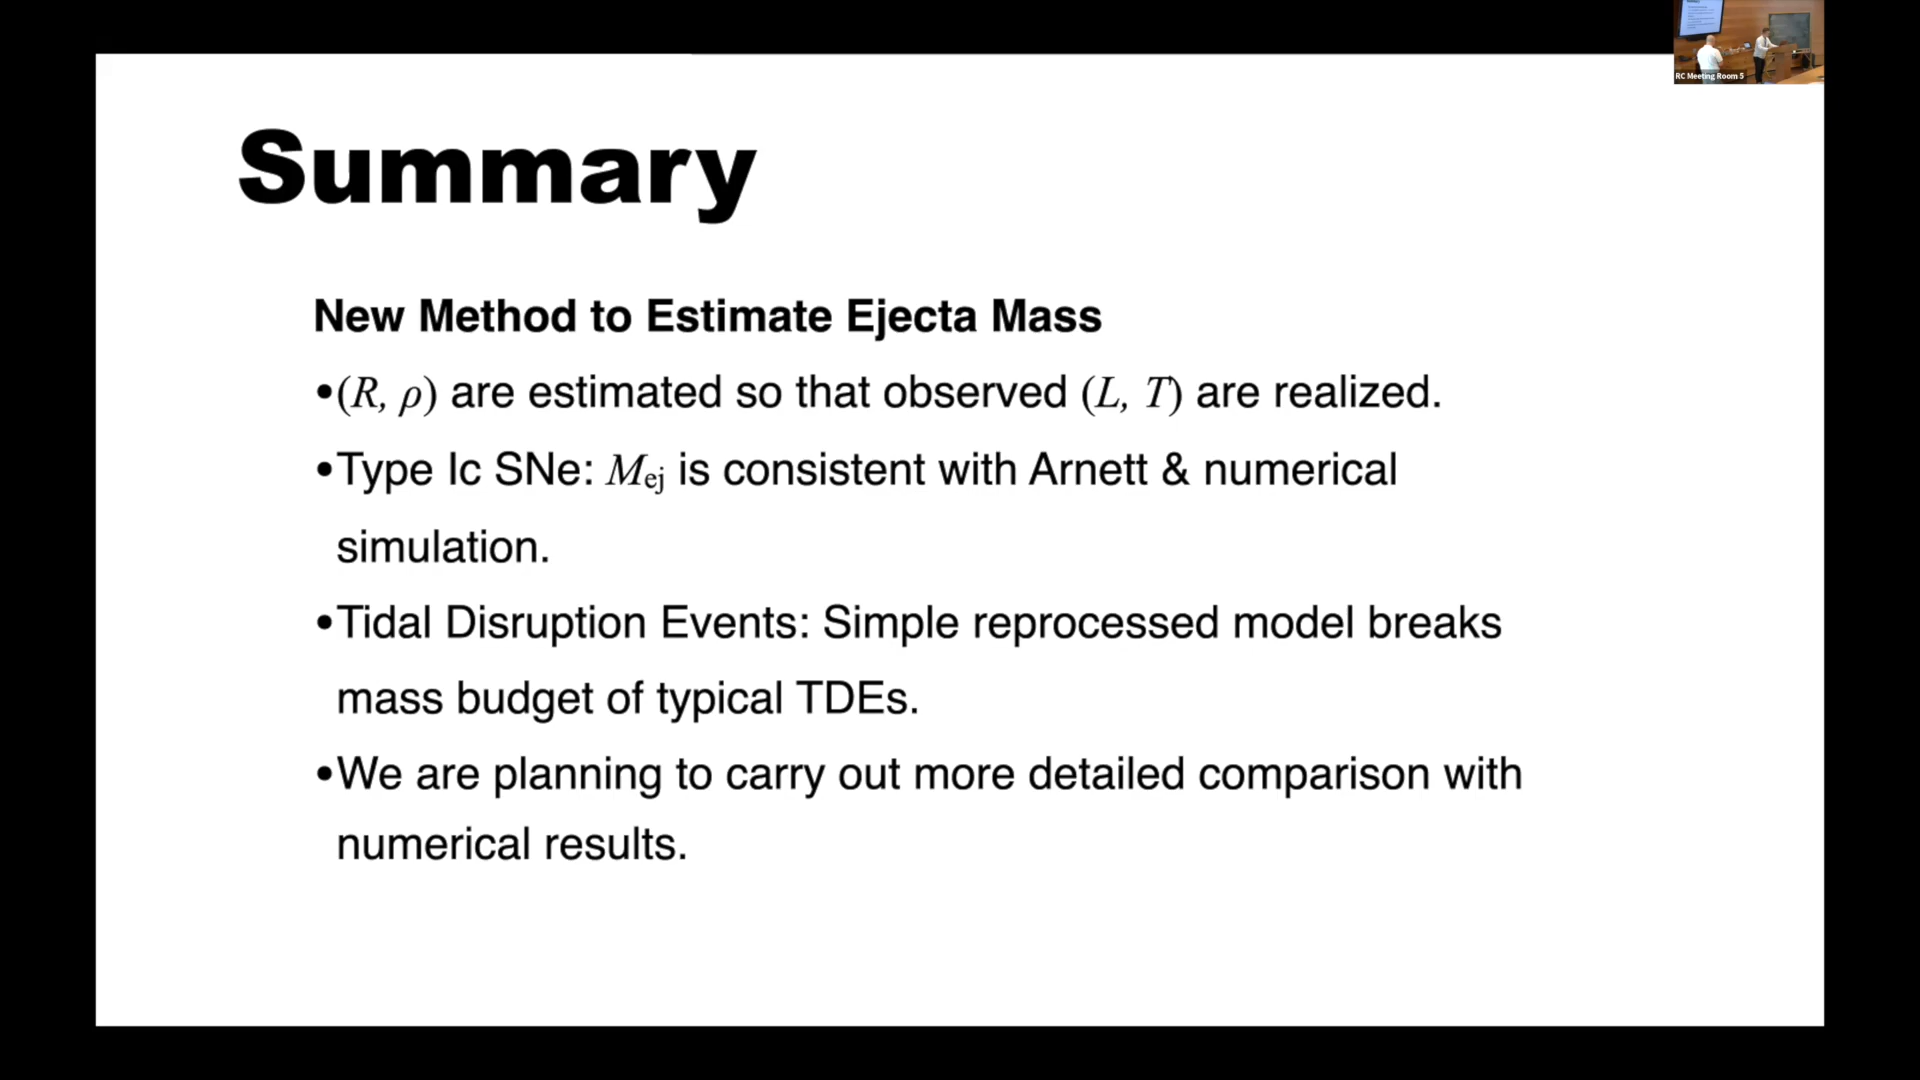 RC Meeting Room 5
Summary
New Method to Estimate Ejecta Mass
•(R, ρ) are estimated so that observed (L, T) are realized.
•Type Ic SNe: Mej is consistent with Arnett & numerical
simulation.
•Tidal Disruption Events: Simple reprocessed model breaks
mass budget of typical TDEs.
•We are planning to carry out more detailed comparison with
numerical results.